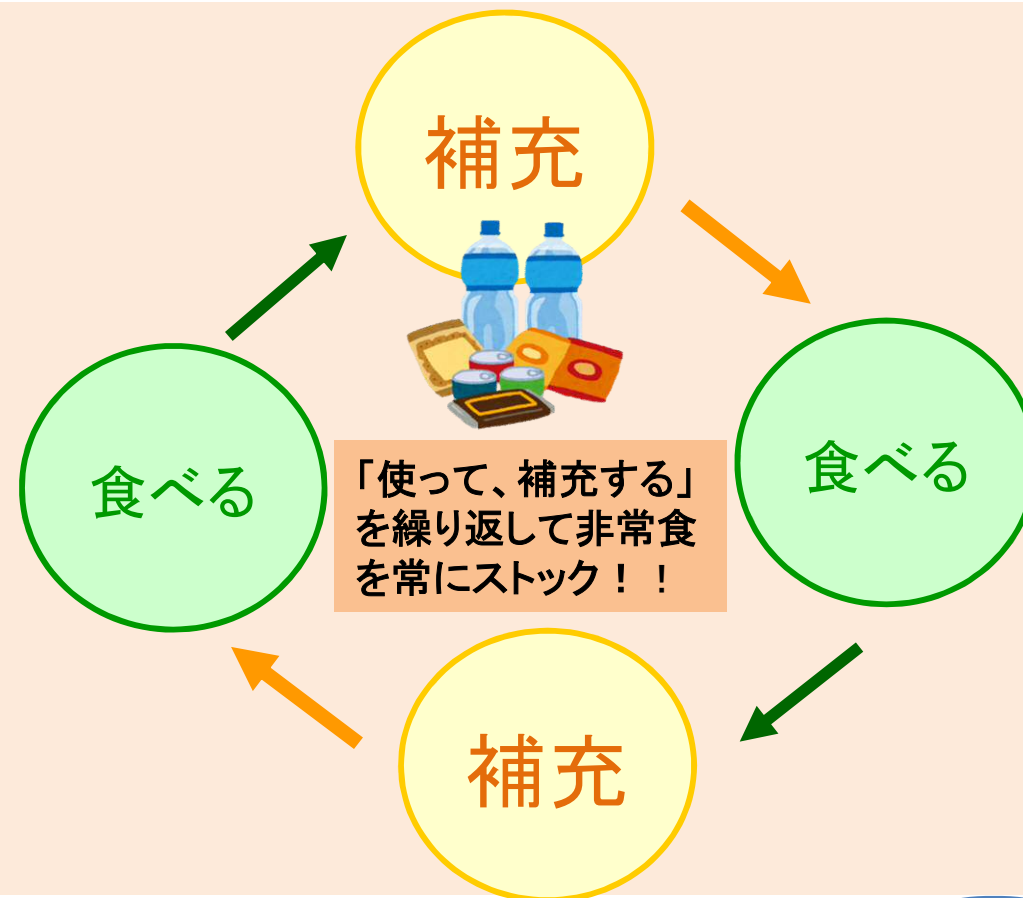 補充
食べる
食べる
「使って、補充する」
を繰り返して非常食
を常にストック！！
補充